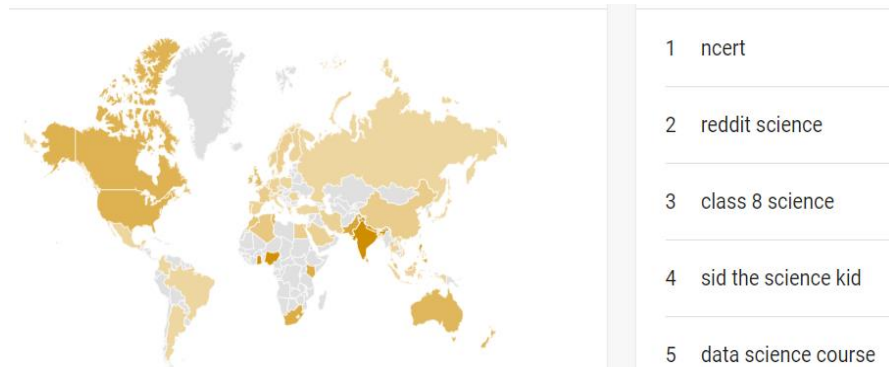 1 ncert
2 reddit science
3 class 8 science
4 sid the science kid
5 data science course